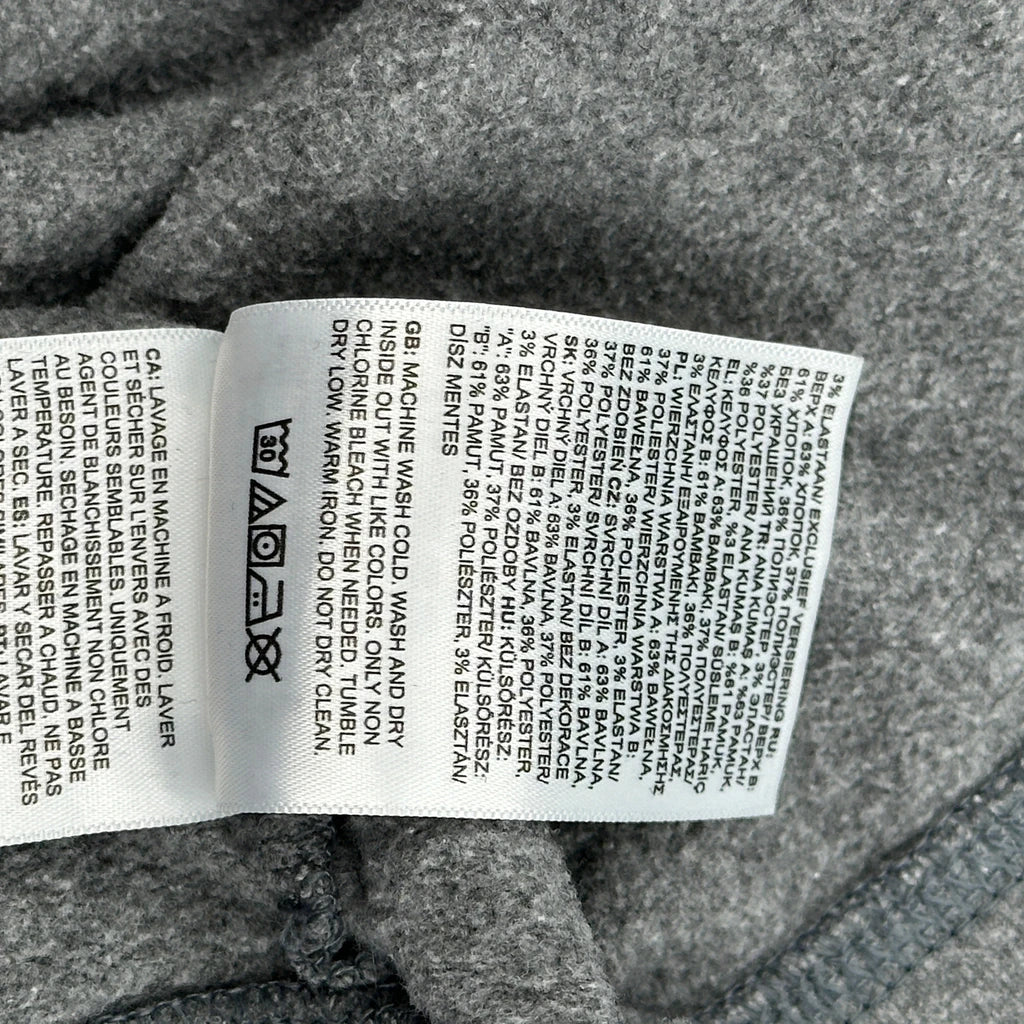 3% ELASTAAN/ EXCLUSIEF VERSIERING RU:
ВЕРХ A: 63% ХЛОПОК, 37% ПОЛИЭСТЕР/ ВЕРХ B:
61% ХЛОПОК, 36% ПОЛИЭСТЕР, 3% ЭЛАСТАН/
БЕЗ УКРАШЕНИЙ TR: ANA KUMAS A: %63 PAMUK,
%37 POLYESTER/ ANA KUMAS B: %61 PAMUK,
%36 POLYESTER, %3 ELASTAN/ SÜSLEME HARİÇ
EL: ΚΕΛΥΦΟΣ A: 63% ΒΑΜΒΑΚΙ, 37% ΠΟΛΥΕΣΤΕΡΑΣ/
ΚΕΛΥΦΟΣ B: 61% ΒΑΜΒΑΚΙ, 36% ΠΟΛΥΕΣΤΕΡΑΣ,
3% ΕΛΑΣΤΑΝΗ/ ΕΞΑΙΡΟΥΜΕΝΗΣ ΤΗΣ ΔΙΑΚΟΣΜΗΣΗΣ
PL: WIERZCHNIA WARSTWA A: 63% BAWEŁNA,
37% POLIESTER/ WIERZCHNIA WARSTWA B:
61% BAWEŁNA, 36% POLIESTER, 3% ELASTAN/
BEZ ZDOBIEŃ CZ: SVRCHNÍ DÍL A: 63% BAVLNA,
37% POLYESTER/ SVRCHNÍ DÍL B: 61% BAVLNA,
36% POLYESTER, 3% ELASTAN/ BEZ DEKORACE
SK: VRCHNÝ DIEL A: 63% BAVLNA, 37% POLYESTER/
VRCHNÝ DIEL B: 61% BAVLNA, 36% POLYESTER,
3% ELASTAN/ BEZ OZDOBY HU: KÜLSŐRÉSZ:
"A": 63% PAMUT, 37% POLIÉSZTER/ KÜLSŐRÉSZ:
"B": 61% PAMUT, 36% POLIÉSZTER, 3% ELASZTÁN/
DÍSZ MENTES
GB: MACHINE WASH COLD. WASH AND DRY
INSIDE OUT WITH LIKE COLORS. ONLY NON
CHLORINE BLEACH WHEN NEEDED. TUMBLE
DRY LOW. WARM IRON. DO NOT DRY CLEAN.
30
CA: LAVAGE EN MACHINE A FROID. LAVER
ET SÉCHER SUR L'ENVERS AVEC DES
COULEURS SEMBLABLES. UNIQUEMENT
AGENT DE BLANCHISSEMENT NON CHLORE
AU BESOIN. SECHAGE EN MACHINE A BASSE
TEMPERATURE. REPASSER A CHAUD. NE PAS
LAVER A SEC. ES: LAVAR Y SECAR DEL REVÉS